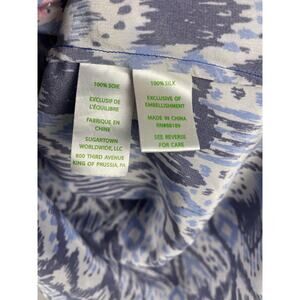 100% SOIE
EXCLUSIF DE
L'EQUILIBRE
FABRIQUE EN
CHINE
SUGARTOWN
WORLDWIDE, LLC
800 THIRD AVENUE
KING OF PRUSSIA, PA
100% SILK
EXCLUSIVE OF
EMBELLISHMENT
MADE IN CHINA
RN#88189
SEE REVERSE
FOR CARE